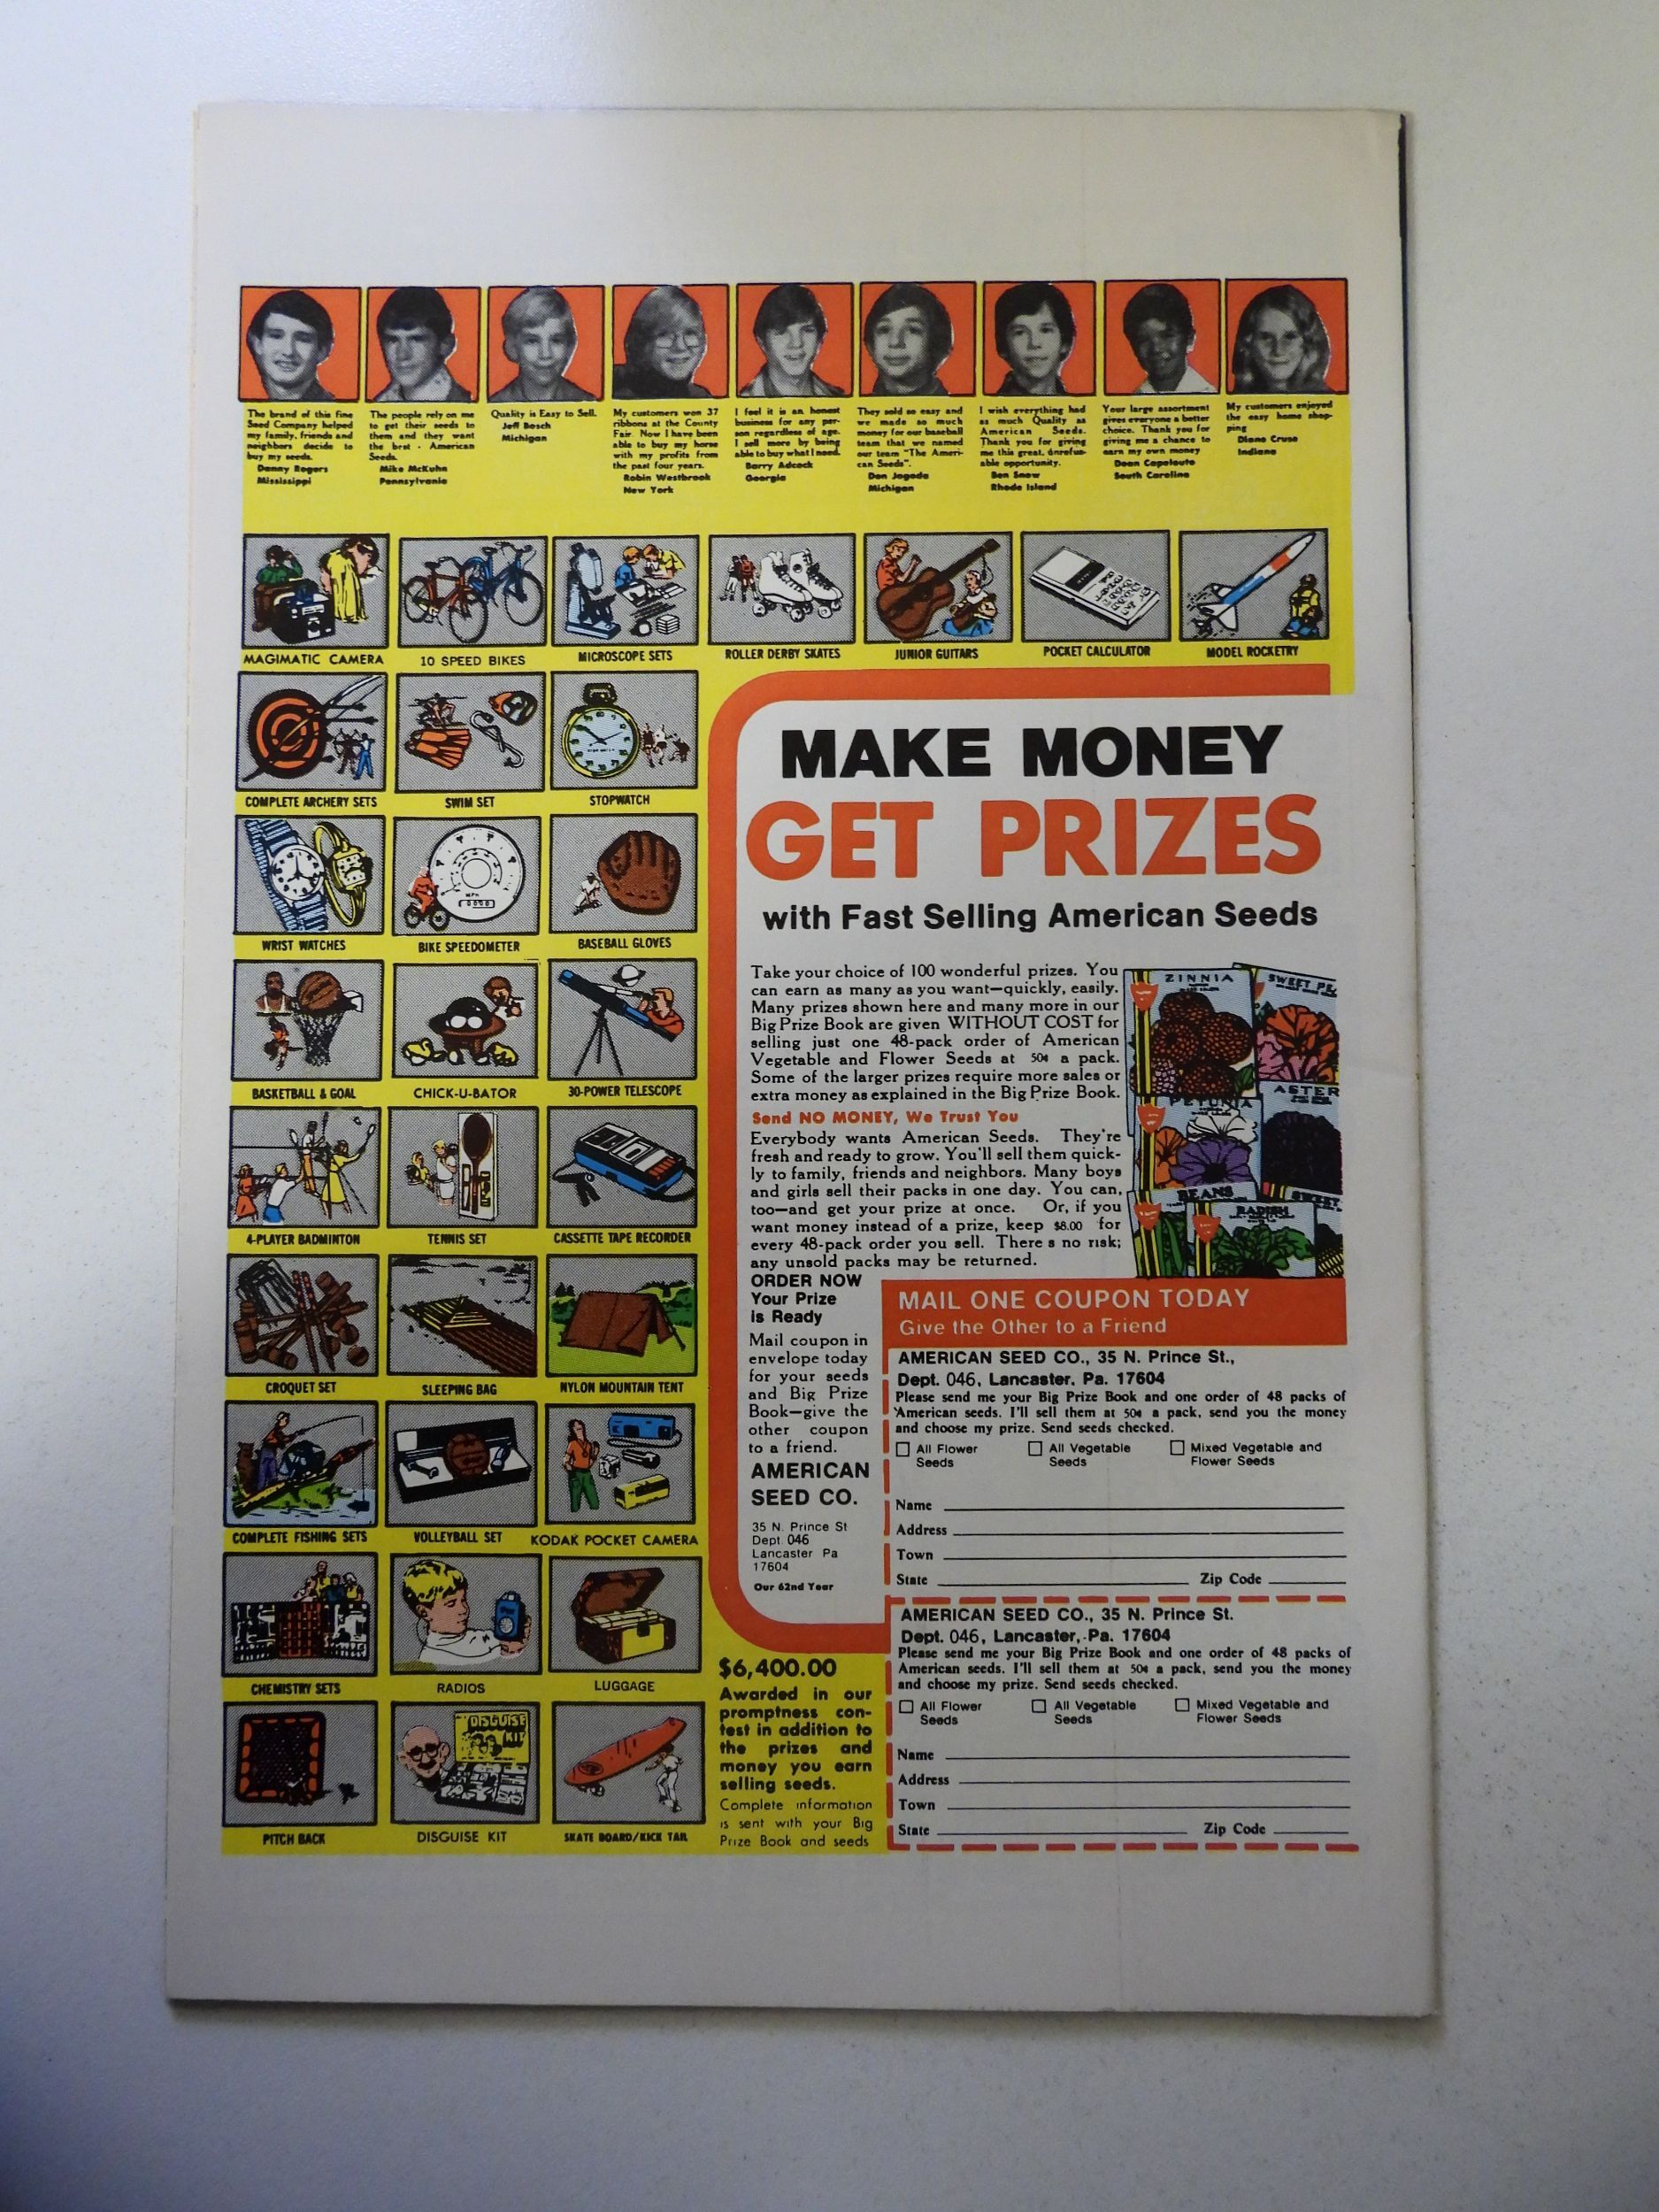 The brand of this fine
Seed Company helped
my family, friends and
neighbors decide to
buy my seeds.
Danny Rogers
Mississippi
The people rely on me
to get their seeds to
them and they want
the best - American
Seeds.
Mike McKuhn
Pennsylvania
Quality is Easy to Sell.
Jeff Bosch
Michigan
My customers won 37
ribbons at the County
Fair. Now I have been
able to buy my horse
with my profits from
the past four years.
Robin Westbrook
New York
I feel it is an honest
business for any per-
son regardless of age.
I sell more by being
able to buy what I need.
Barry Adcock
Georgia
They sold so easy and
we made so much
money for our baseball
team that we named
our team "The Ameri-
can Seeds".
Don Jagoda
Michigan
I wish everything had
as much Quality as
American Seeds.
Thank you for giving
me this great, unrefus-
able opportunity.
Ben Snow
Rhode Island
Your large assortment
gives everyone a better
choice. Thank you for
giving me a chance to
earn my own money
Dean Capaloute
South Carolina
My customers enjoyed
the easy home shop-
ping
Diane Cruse
Indiana
MAGIMATIC CAMERA
10 SPEED BIKES
MICROSCOPE SETS
ROLLER DERBY SKATES
JUNIOR GUITARS
POCKET CALCULATOR
MODEL ROCKETRY
COMPLETE ARCHERY SETS
SWIM SET
STOPWATCH
WRIST WATCHES
MPH
BIKE SPEEDOMETER
BASEBALL GLOVES
BASKETBALL & GOAL
CHICK-U-BATOR
30-POWER TELESCOPE
4-PLAYER BADMINTON
TENNIS SET
CASSETTE TAPE RECORDER
CROQUET SET
SLEEPING BAG
NYLON MOUNTAIN TENT
COMPLETE FISHING SETS
VOLLEYBALL SET
KODAK POCKET CAMERA
CHEMISTRY SETS
RADIOS
LUGGAGE
PITCH BACK
DISGUISE
KIT
DISGUISE KIT
SKATE BOARD/KICK TAIL
MAKE MONEY
GET PRIZES
with Fast Selling American Seeds
Take your choice of 100 wonderful prizes. You
can earn as many as you want—quickly, easily.
Many prizes shown here and many more in our
Big Prize Book are given WITHOUT COST for
selling just one 48-pack order of American
Vegetable and Flower Seeds at 50¢ a pack.
Some of the larger prizes require more sales or
extra money as explained in the Big Prize Book.
Send NO MONEY, We Trust You
Everybody wants American Seeds. They're
fresh and ready to grow. You'll sell them quick-
ly to family, friends and neighbors. Many boys
and girls sell their packs in one day. You can,
too—and get your prize at once. Or, if you
want money instead of a prize, keep $8.00 for
every 48-pack order you sell. There s no risk;
any unsold packs may be returned.
ZINNIA
SWEET PE
ASTER
PETUNIA
BEANS
SWEET
RADISH
ORDER NOW
Your Prize
is Ready
Mail coupon in
envelope today
for your seeds
and Big Prize
Book—give the
other coupon
to a friend.
AMERICAN
SEED CO.
35 N. Prince St
Dept. 046
Lancaster Pa
17604
Our 62nd Year
MAIL ONE COUPON TODAY
Give the Other to a Friend
AMERICAN SEED CO., 35 N. Prince St.,
Dept. 046, Lancaster, Pa. 17604
Please send me your Big Prize Book and one order of 48 packs of
American seeds. I'll sell them at 50¢ a pack, send you the money
and choose my prize. Send seeds checked.
All Flower
Seeds
All Vegetable
Seeds
Mixed Vegetable and
Flower Seeds
Name
Address
Town
State Zip Code
AMERICAN SEED CO., 35 N. Prince St.
Dept. 046, Lancaster, Pa. 17604
Please send me your Big Prize Book and one order of 48 packs of
American seeds. I'll sell them at 50¢ a pack, send you the money
and choose my prize. Send seeds checked.
All Flower
Seeds
All Vegetable
Seeds
Mixed Vegetable and
Flower Seeds
Name
Address
Town
State Zip Code
$6,400.00
Awarded in our
promptness con-
test in addition to
the prizes and
money you earn
selling seeds.
Complete information
is sent with your Big
Prize Book and seeds